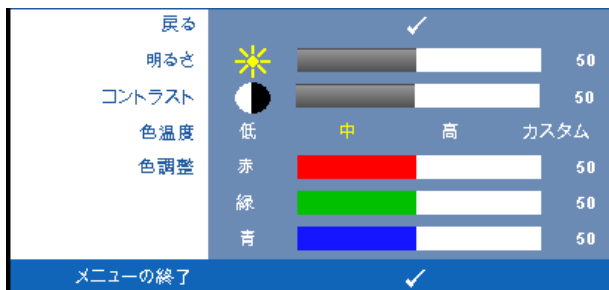 戻る
明るさ 50
コントラスト 50
色温度 低 中 高 カスタム
色調整 赤 50
緑 50
青 50
メニューの終了